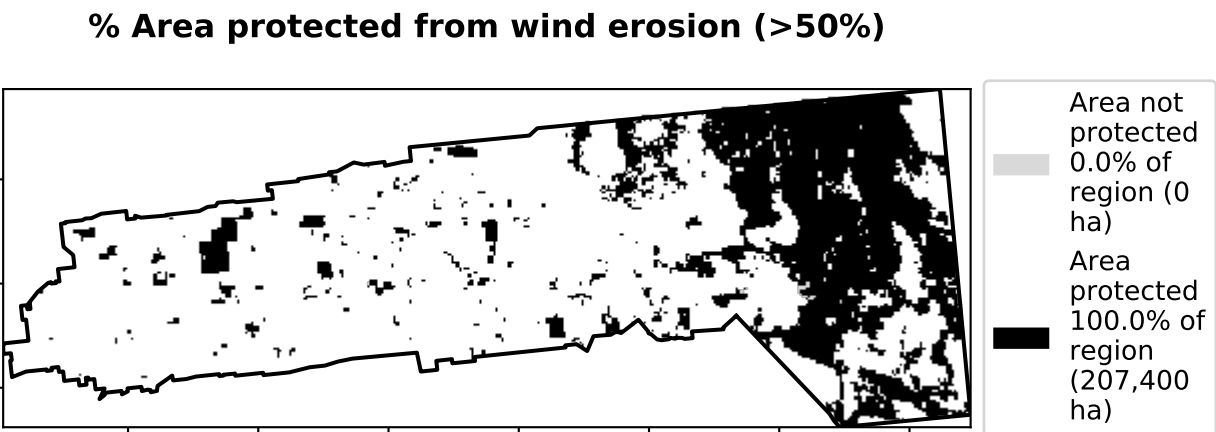 % Area protected from wind erosion (>50%)
Area not
protected
0.0% of
region (0
ha)
Area
protected
100.0% of
region
(207,400
ha)